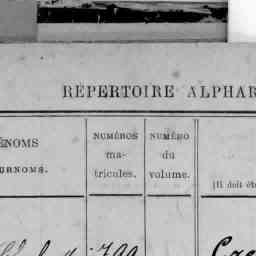 RÉPERTOIRE ALPHAB
ÉNOMS
URNOMS.
NUMÉROS
ma-
tricules.
NUMÉRO
du
volume.
(Il doit êt